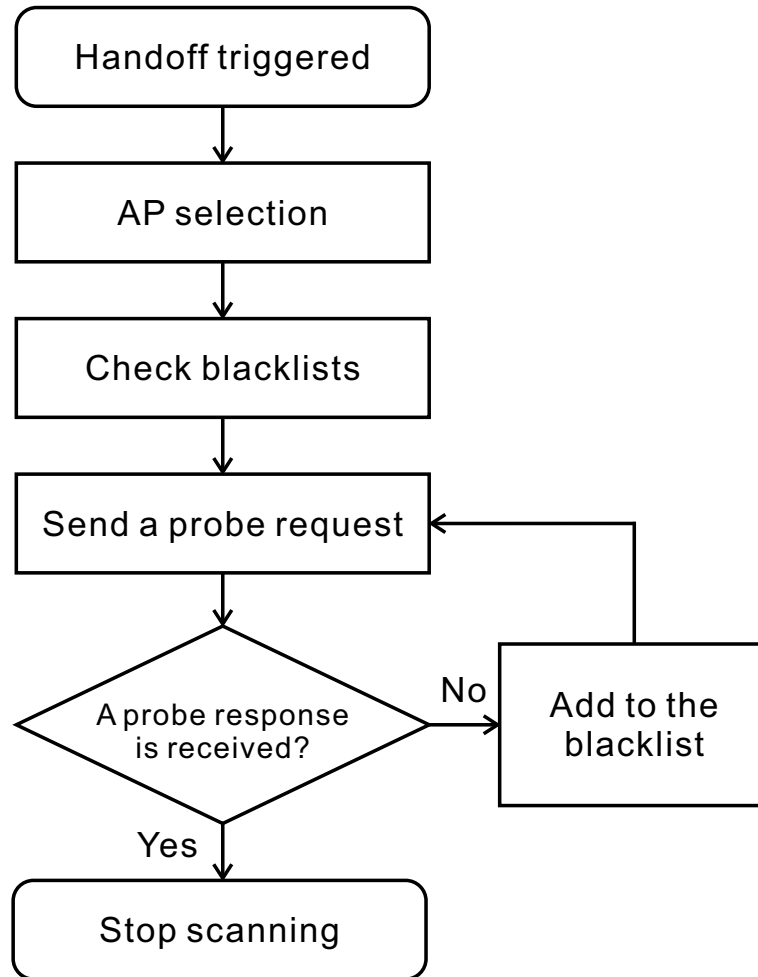 Handoff triggered
AP selection
Check blacklists
Send a probe request
A probe response
is received?
No
Add to the
blacklist
Yes
Stop scanning